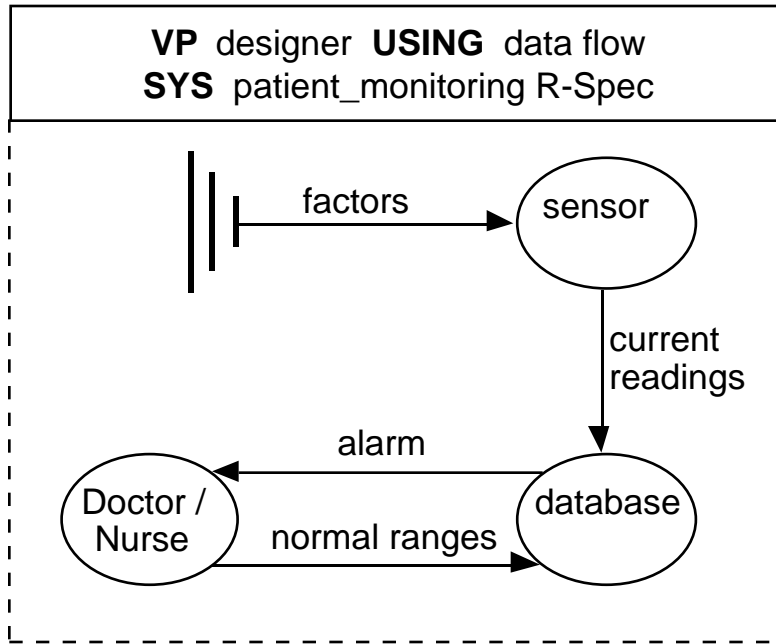 VP designer USING data flow
SYS patient_monitoring R-Spec
factors
sensor
current
readings
alarm
Doctor /
Nurse
database
normal ranges